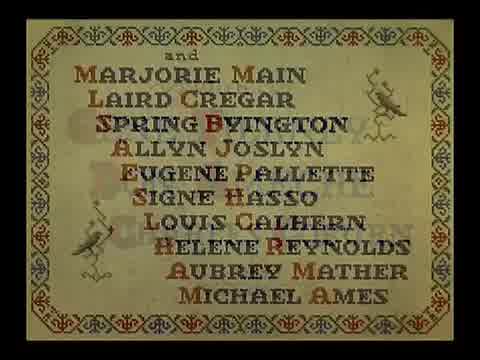 and
Marjorie Main
Laird Cregar
Spring Byington
Allyn Joslyn
Eugene Pallette
Signe Hasso
Louis Calhern
Helene Reynolds
Aubrey Mather
Michael Ames